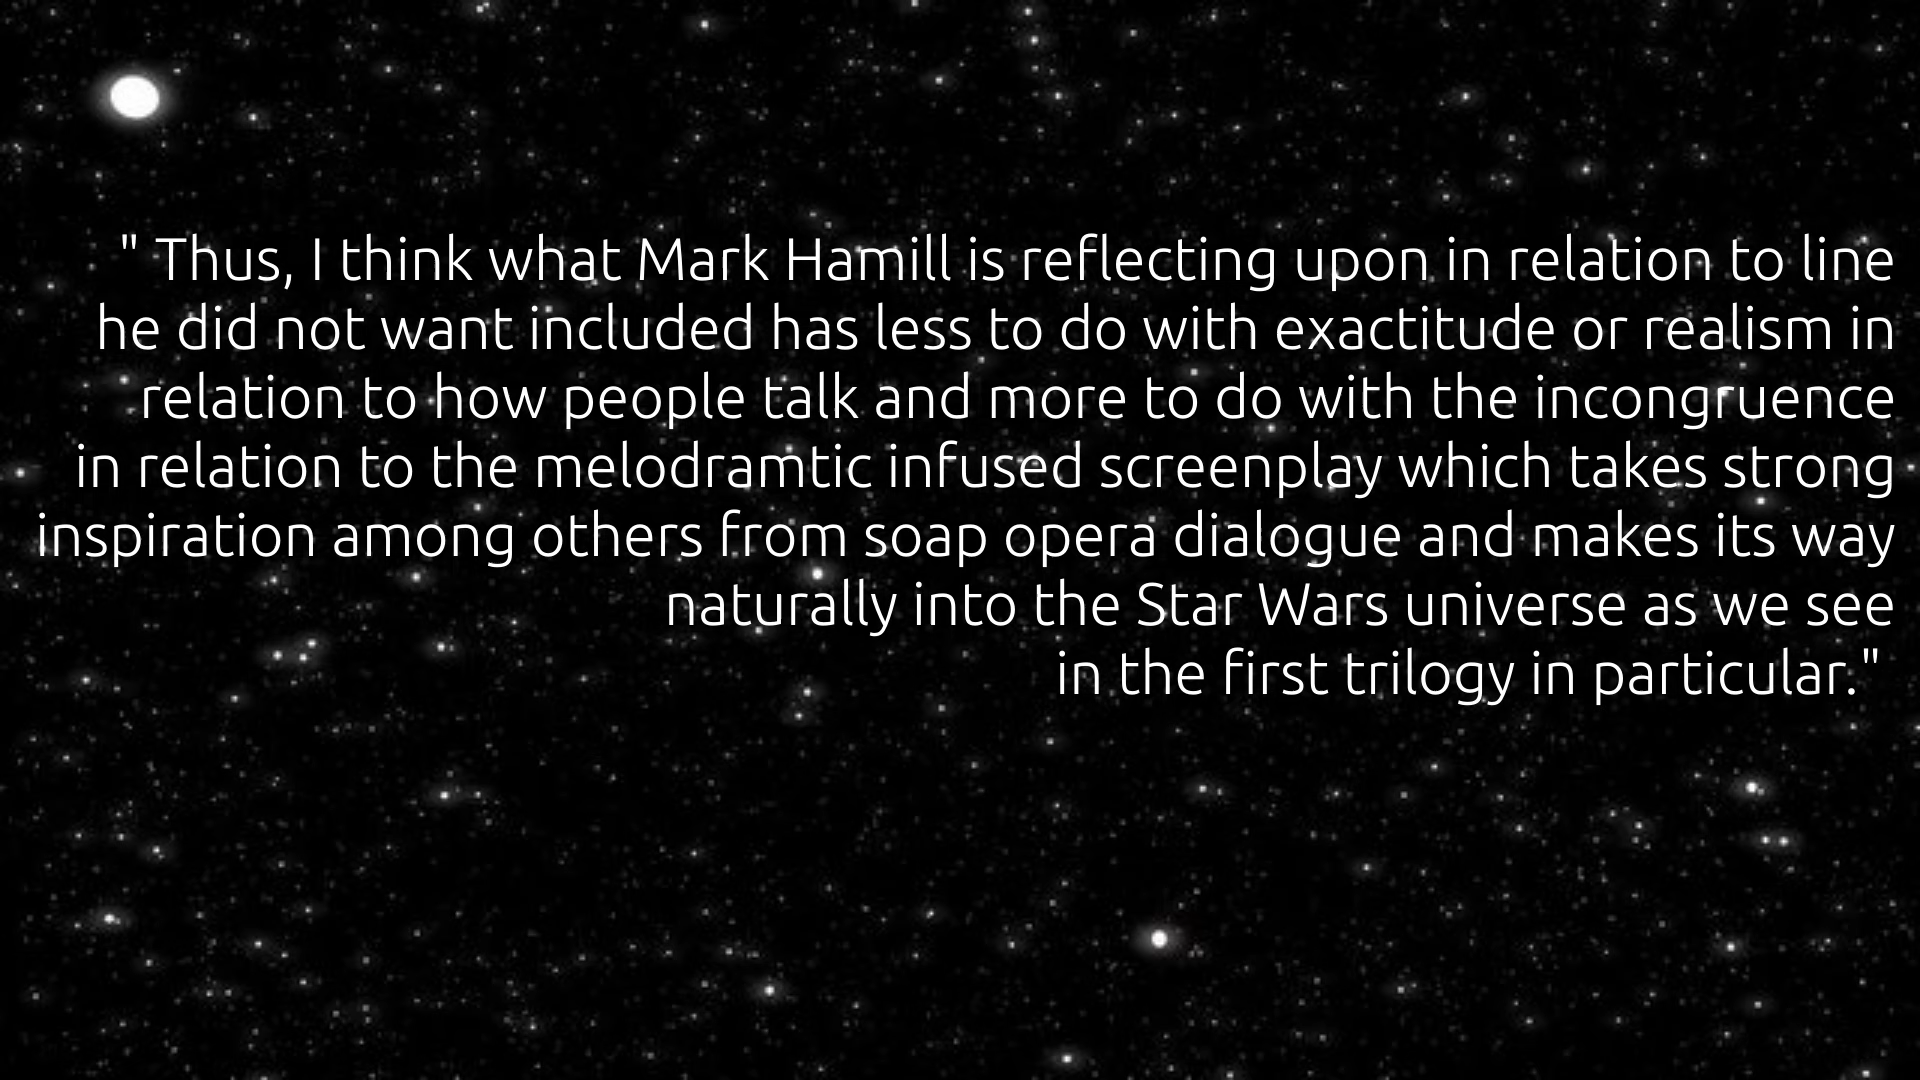 " Thus, I think what Mark Hamill is reflecting upon in relation to line
he did not want included has less to do with exactitude or realism in
relation to how people talk and more to do with the incongruence
in relation to the melodramtic infused screenplay which takes strong
inspiration among others from soap opera dialogue and makes its way
naturally into the Star Wars universe as we see
in the first trilogy in particular."